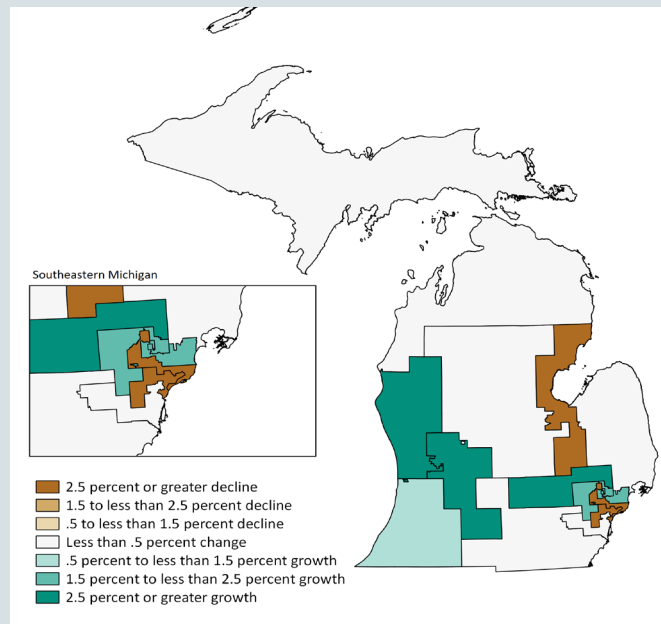 Southeastern Michigan
2.5 percent or greater decline
1.5 to less than 2.5 percent decline
.5 to less than 1.5 percent decline
Less than .5 percent change
.5 percent to less than 1.5 percent growth
1.5 percent to less than 2.5 percent growth
2.5 percent or greater growth